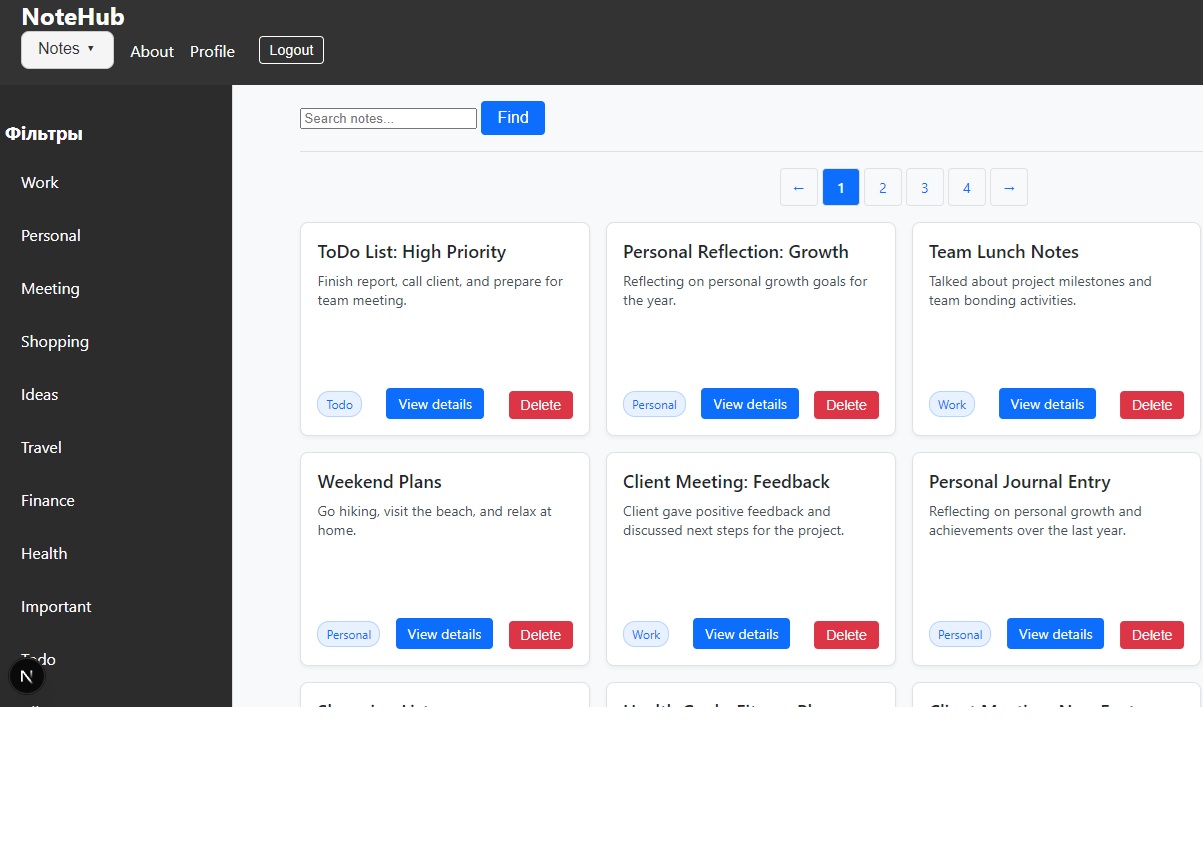 NoteHub
Notes ▼ About Profile Logout
Фільтры
Work
Personal
Meeting
Shopping
Ideas
Travel
Finance
Health
Important
Todo
N
Search notes... Find
← 1 2 3 4 →
ToDo List: High Priority
Finish report, call client, and prepare for
team meeting.
Todo View details Delete
Personal Reflection: Growth
Reflecting on personal growth goals for
the year.
Personal View details Delete
Team Lunch Notes
Talked about project milestones and
team bonding activities.
Work View details Delete
Weekend Plans
Go hiking, visit the beach, and relax at
home.
Personal View details Delete
Client Meeting: Feedback
Client gave positive feedback and
discussed next steps for the project.
Work View details Delete
Personal Journal Entry
Reflecting on personal growth and
achievements over the last year.
Personal View details Delete